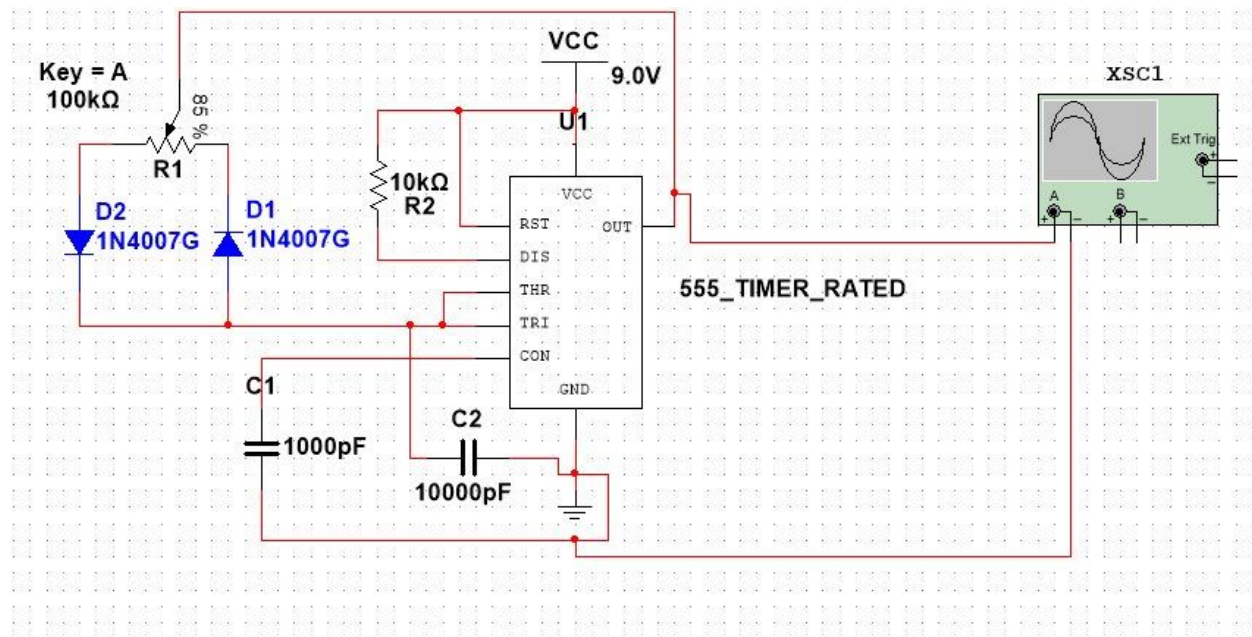 VCC
9.0V
XSC1
Key = A
100kΩ
85 %
R1
U1
Ext Trig
+
−
VCC
10kΩ
R2
D2
1N4007G
D1
1N4007G
RST
OUT
DIS
THR
TRI
CON
GND
A
B
+
−
+
−
555_TIMER_RATED
C1
1000pF
C2
10000pF